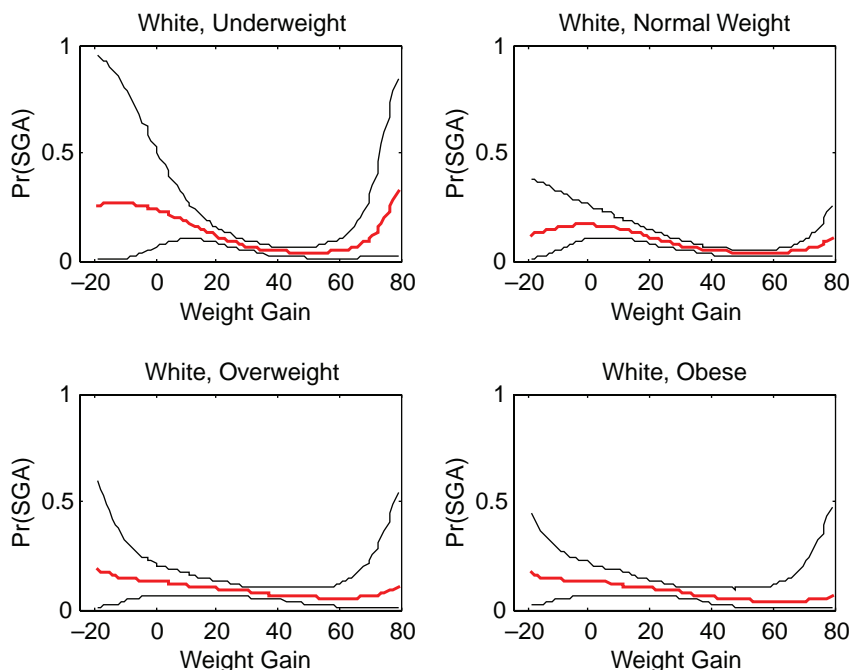 White, Underweight
White, Normal Weight
1
0.5
0
Pr(SGA)
–20 0 20 40 60 80
Weight Gain
1
0.5
0
Pr(SGA)
–20 0 20 40 60 80
Weight Gain
White, Overweight
White, Obese
1
0.5
0
Pr(SGA)
–20 0 20 40 60 80
Weight Gain
1
0.5
0
Pr(SGA)
–20 0 20 40 60 80
Weight Gain